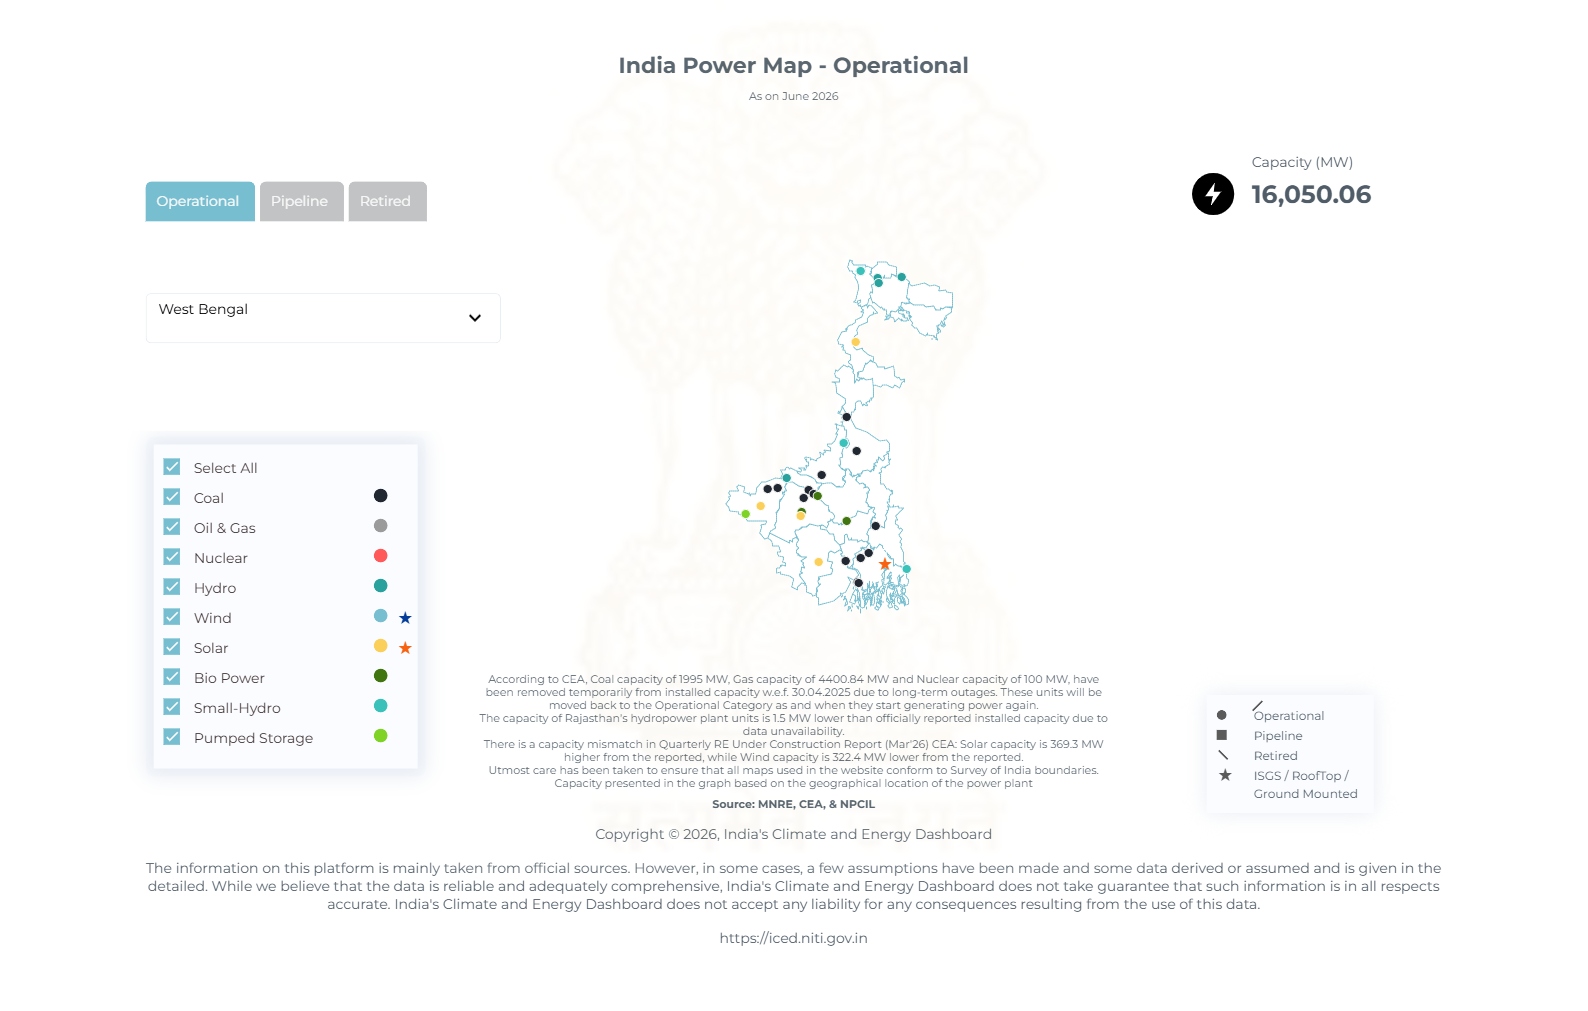 India Power Map - Operational
As on June 2026
Capacity (MW)
16,050.06
Operational
Pipeline
Retired
West Bengal
Select All
Coal
Oil & Gas
Nuclear
Hydro
Wind
Solar
Bio Power
Small-Hydro
Pumped Storage
According to CEA, Coal capacity of 1995 MW, Gas capacity of 4400.84 MW and Nuclear capacity of 100 MW, have
been removed temporarily from installed capacity w.e.f. 30.04.2025 due to long-term outages. These units will be
moved back to the Operational Category as and when they start generating power again.
The capacity of Rajasthan's hydropower plant units is 1.5 MW lower than officially reported installed capacity due to
data unavailability.
There is a capacity mismatch in Quarterly RE Under Construction Report (Mar'26) CEA: Solar capacity is 369.3 MW
higher from the reported, while Wind capacity is 322.4 MW lower from the reported.
Utmost care has been taken to ensure that all maps used in the website conform to Survey of India boundaries.
Capacity presented in the graph based on the geographical location of the power plant
Source: MNRE, CEA, & NPCIL
Operational
Pipeline
Retired
ISGS / RoofTop /
Ground Mounted
Copyright © 2026, India's Climate and Energy Dashboard
The information on this platform is mainly taken from official sources. However, in some cases, a few assumptions have been made and some data derived or assumed and is given in the
detailed. While we believe that the data is reliable and adequately comprehensive, India's Climate and Energy Dashboard does not take guarantee that such information is in all respects
accurate. India's Climate and Energy Dashboard does not accept any liability for any consequences resulting from the use of this data.
https://iced.niti.gov.in